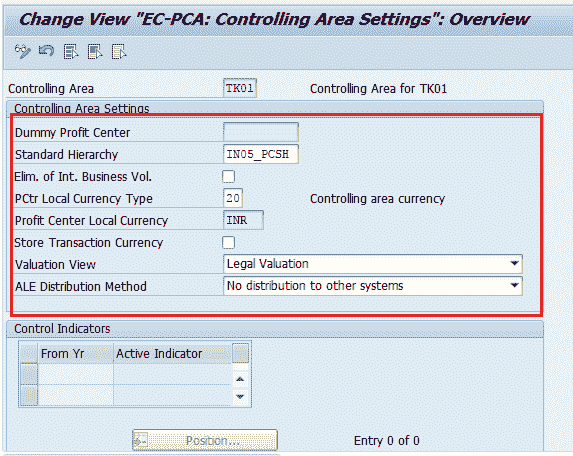 Change View "EC-PCA: Controlling Area Settings": Overview
Controlling Area TK01 Controlling Area for TK01
Controlling Area Settings
Dummy Profit Center
Standard Hierarchy IN05_PCSH
Elim. of Int. Business Vol.
PCtr Local Currency Type 20 Controlling area currency
Profit Center Local Currency INR
Store Transaction Currency
Valuation View Legal Valuation
ALE Distribution Method No distribution to other systems
Control Indicators
From Yr Active Indicator
Position... Entry 0 of 0